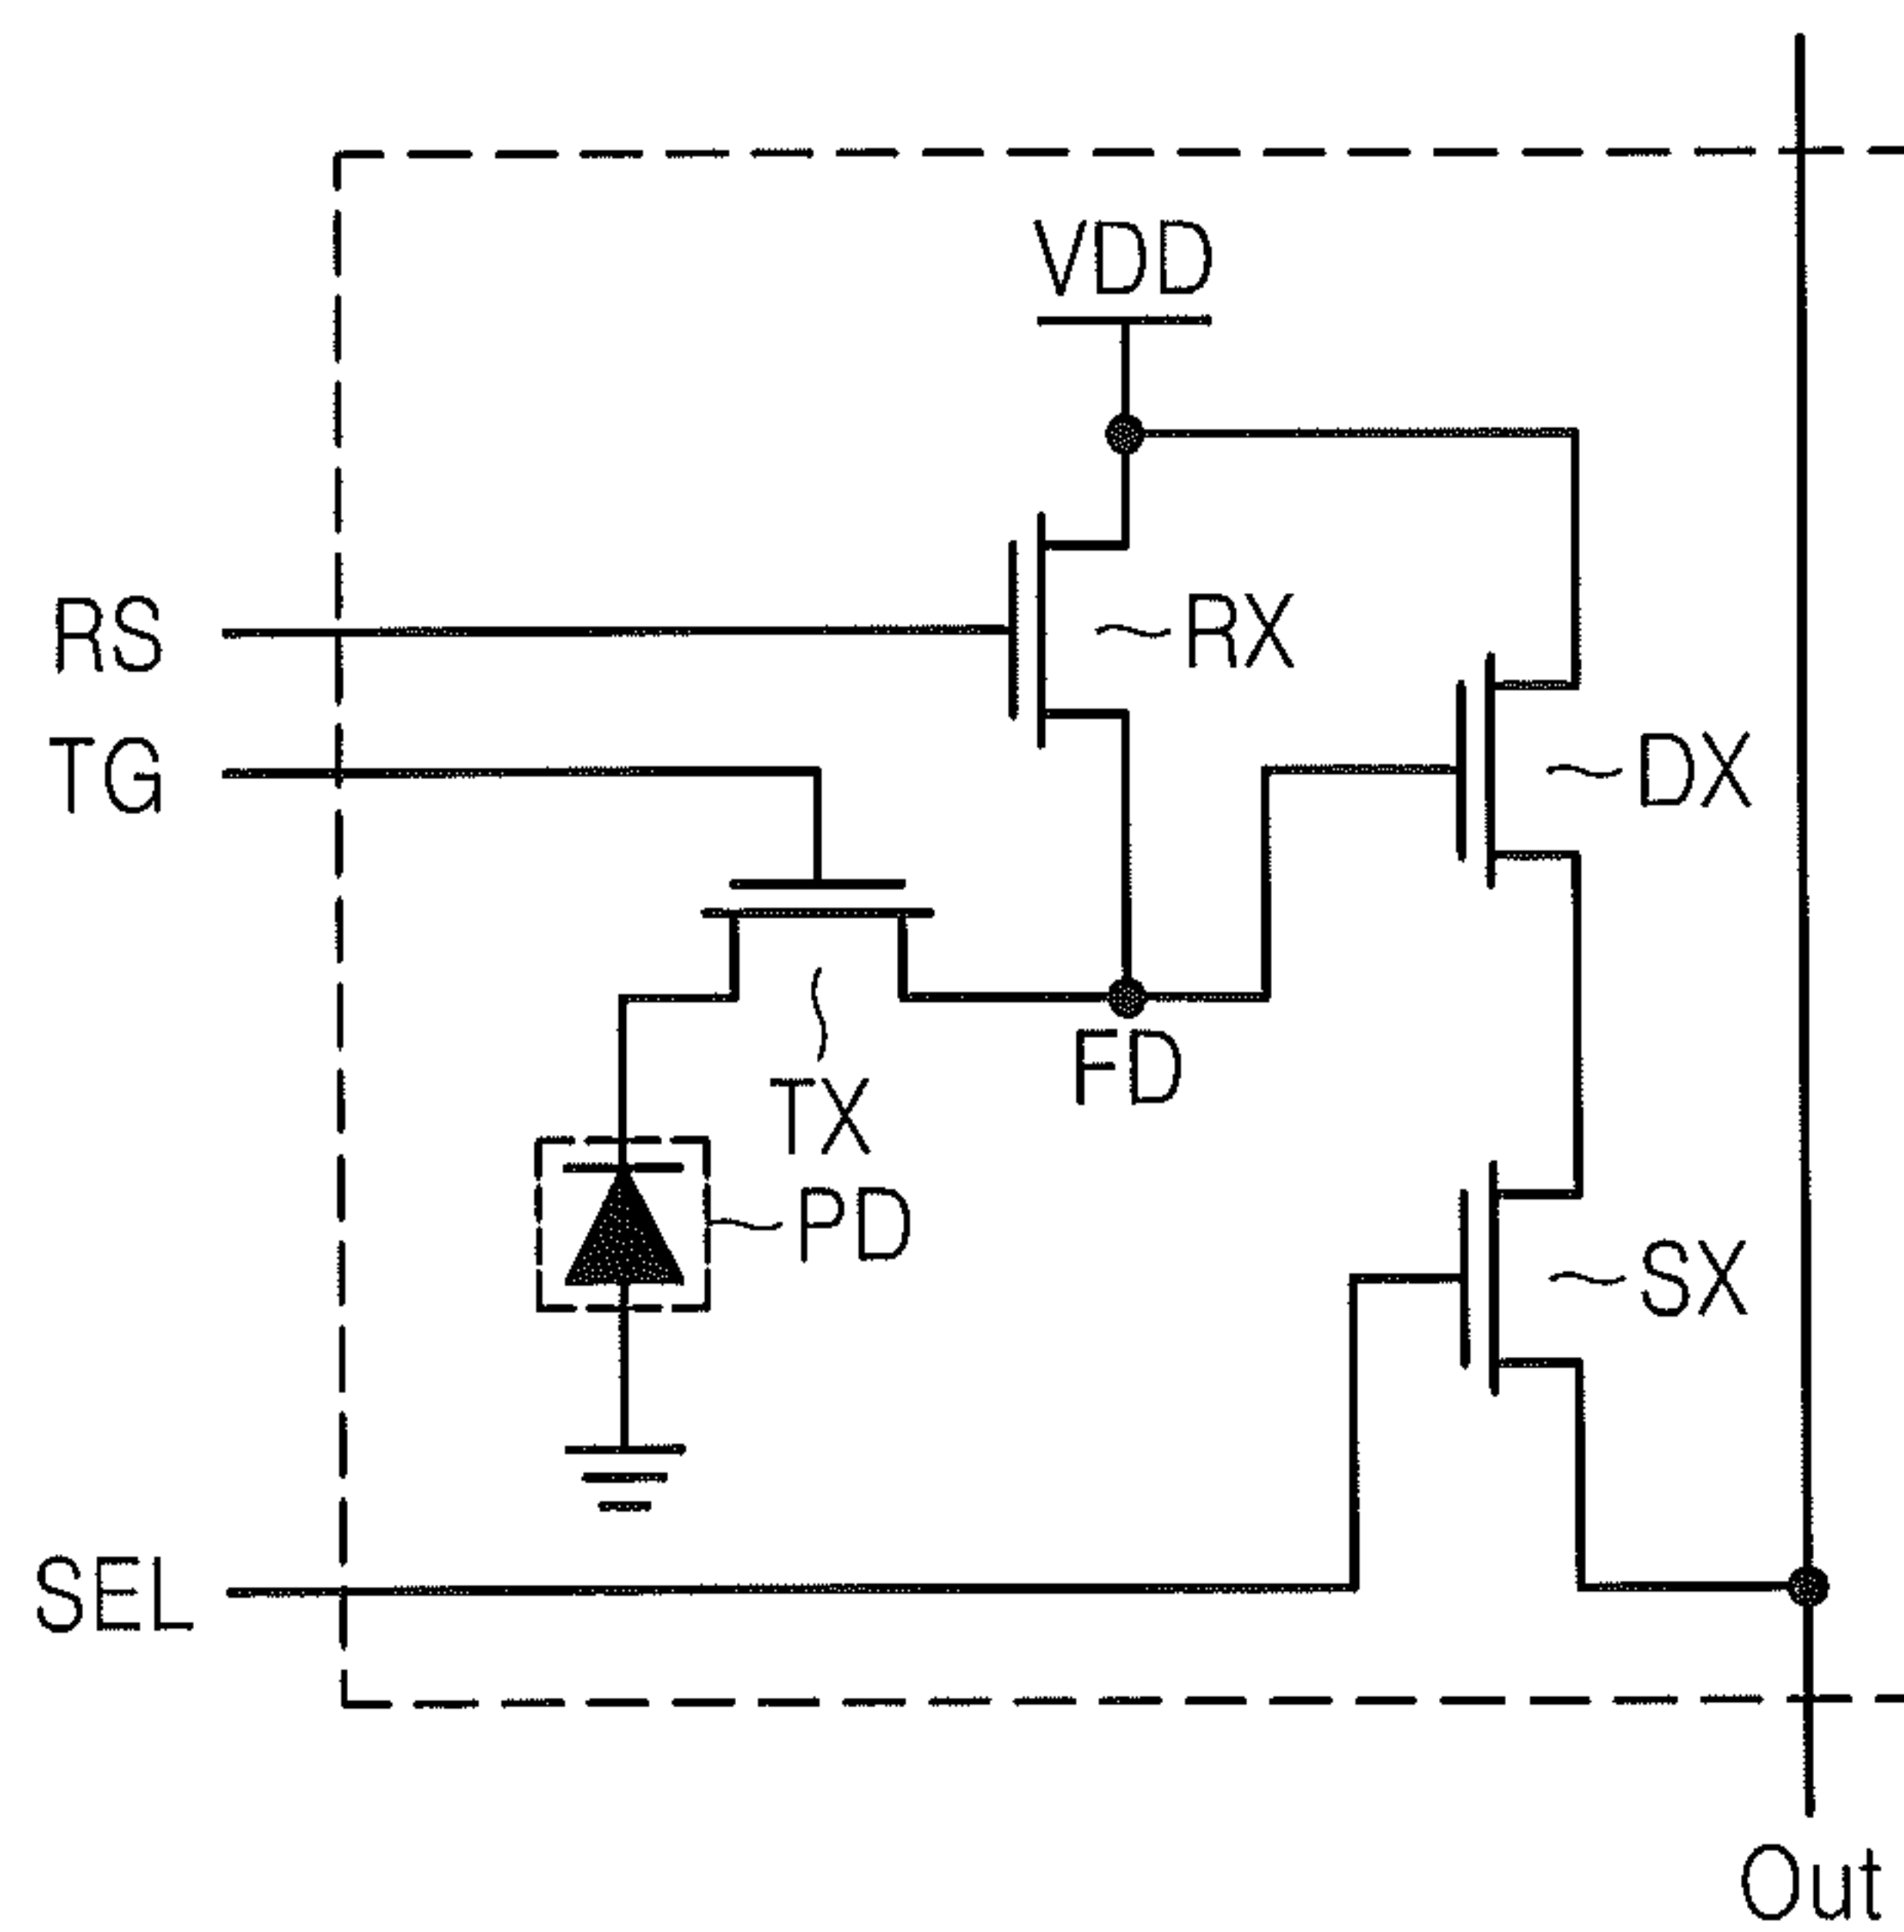 VDD
RS
RX
TG
DX
FD
TX
PD
SX
SEL
Out